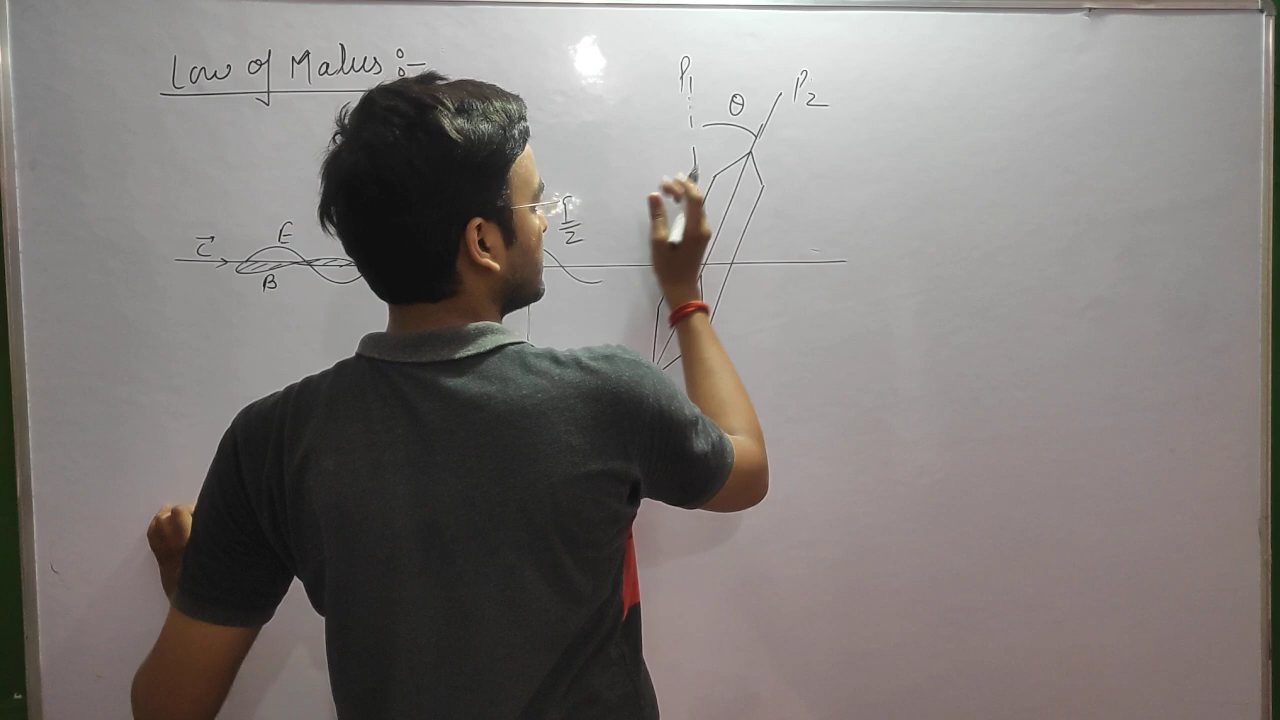 Law of Malus :-
P₁
θ
P₂
I/2
c⃗
E
B